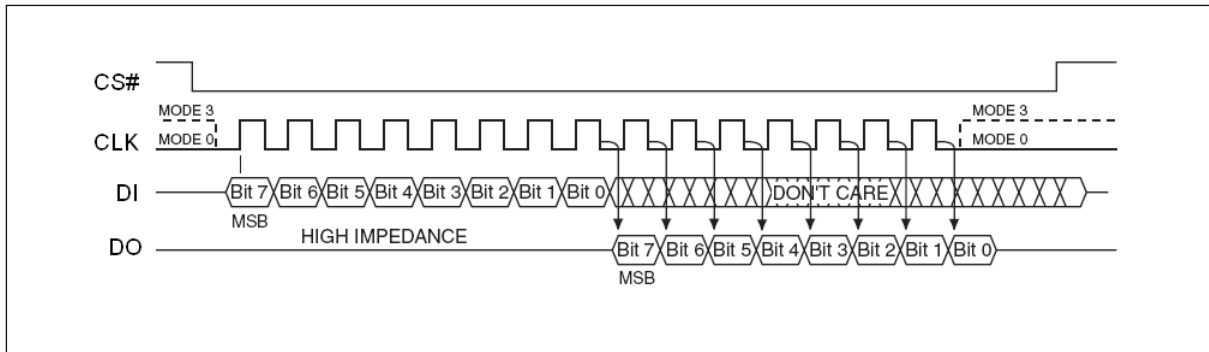 CS#
MODE 3 MODE 3
CLK MODE 0 MODE 0
DI Bit 7 Bit 6 Bit 5 Bit 4 Bit 3 Bit 2 Bit 1 Bit 0 DON'T CARE
MSB
HIGH IMPEDANCE
DO Bit 7 Bit 6 Bit 5 Bit 4 Bit 3 Bit 2 Bit 1 Bit 0
MSB